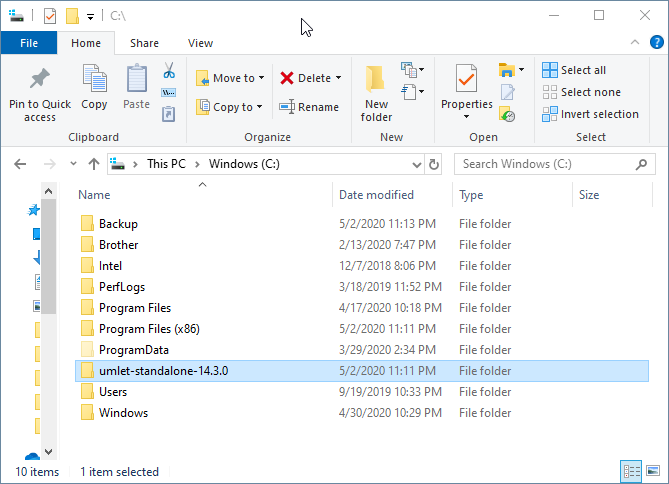 C:\
File Home Share View
Pin to Quick access
Copy
Paste
Clipboard
Move to
Copy to
Delete
Rename
Organize
New folder
New
Properties
Open
Select all
Select none
Invert selection
Select
This PC > Windows (C:)
Search Windows (C:)
Name Date modified Type Size
Backup 5/2/2020 11:13 PM File folder
Brother 2/13/2020 7:47 PM File folder
Intel 12/7/2018 8:06 PM File folder
PerfLogs 3/18/2019 11:52 PM File folder
Program Files 4/17/2020 10:18 PM File folder
Program Files (x86) 5/2/2020 11:11 PM File folder
ProgramData 3/29/2020 2:34 PM File folder
umlet-standalone-14.3.0 5/2/2020 11:11 PM File folder
Users 9/19/2019 10:33 PM File folder
Windows 4/30/2020 10:29 PM File folder
10 items 1 item selected